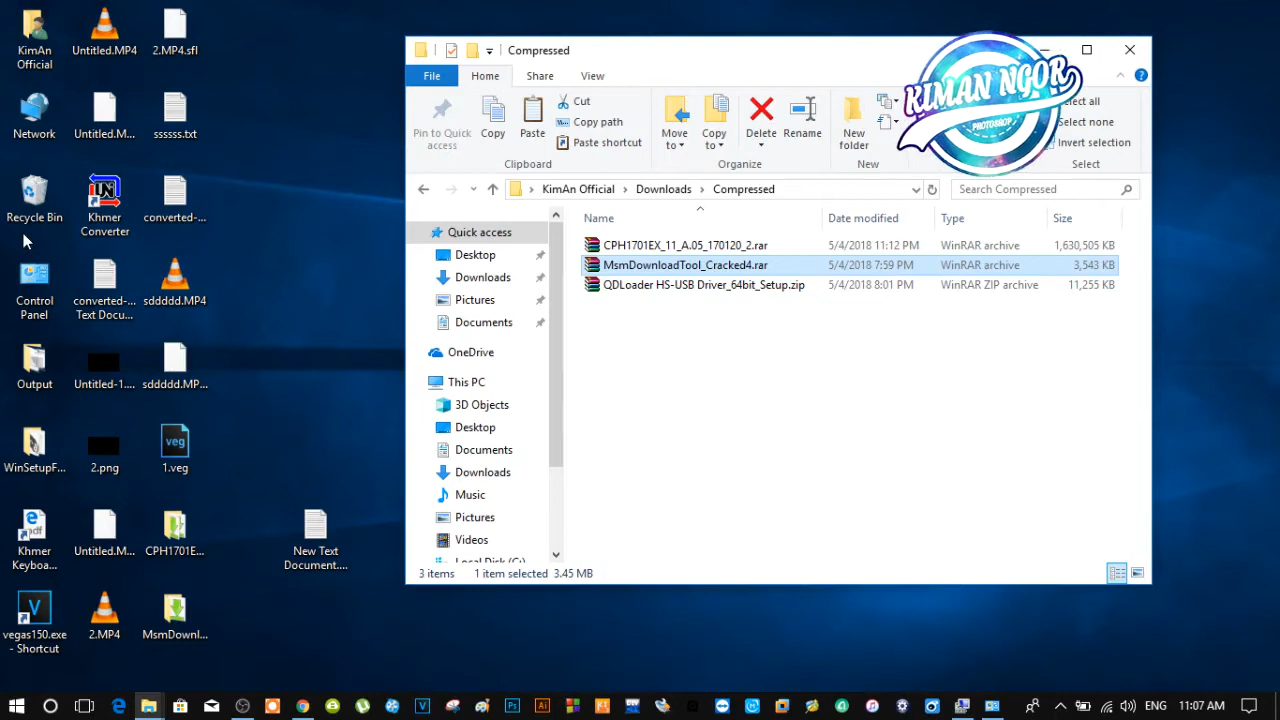 KimAn
Official
Untitled.MP4
2.MP4.sfl
Network
Untitled.M...
ssssss.txt
Recycle Bin
Khmer
Converter
converted-...
Control
Panel
converted-...
Text Docu...
sddddd.MP4
Output
Untitled-1....
sddddd.MP...
WinSetupF...
2.png
veg
1.veg
Khmer
Keyboa...
Untitled.M...
CPH1701E...
New Text
Document....
vegas150.exe
- Shortcut
2.MP4
MsmDownl...
Compressed
File
Home
Share
View
Pin to Quick
access
Copy
Paste
Cut
Copy path
Paste shortcut
Clipboard
Move
to
Copy
to
Delete
Rename
Organize
New
folder
New
Select all
Select none
Invert selection
Select
KIMAN NGOR
PHOTOSHOP
KimAn Official
Downloads
Compressed
Search Compressed
Name
Date modified
Type
Size
CPH1701EX_11_A.05_170120_2.rar 5/4/2018 11:12 PM WinRAR archive 1,630,505 KB
MsmDownloadTool_Cracked4.rar 5/4/2018 7:59 PM WinRAR archive 3,543 KB
QDLoader HS-USB Driver_64bit_Setup.zip 5/4/2018 8:01 PM WinRAR ZIP archive 11,255 KB
Quick access
Desktop
Downloads
Pictures
Documents
OneDrive
This PC
3D Objects
Desktop
Documents
Downloads
Music
Pictures
Videos
Local Disk (C:)
3 items 1 item selected 3.45 MB
ENG 11:07 AM